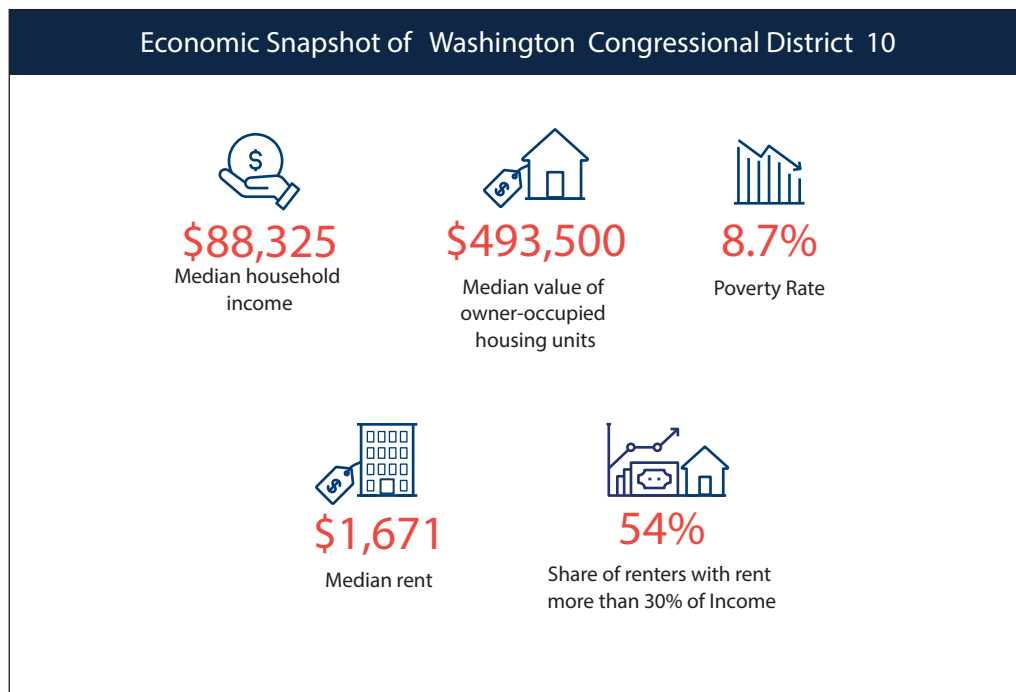 Economic Snapshot of Washington Congressional District 10
$
$
$88,325
Median household
income
$493,500
Median value of
owner-occupied
housing units
8.7%
Poverty Rate
$
$1,671
Median rent
54%
Share of renters with rent
more than 30% of Income